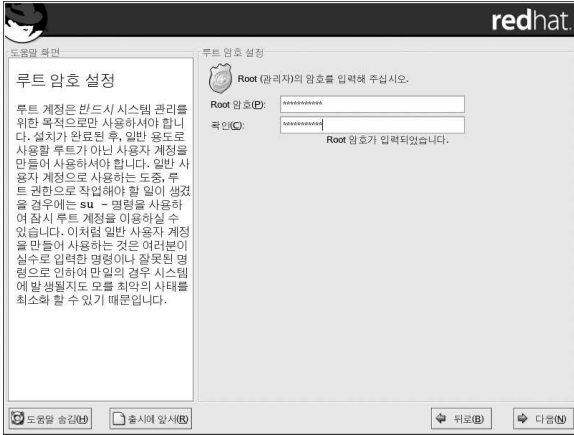 redhat.
도움말 화면
루트 암호 설정
루트 계정은 반드시 시스템 관리를
위한 목적으로만 사용하셔야 합니
다. 설치가 완료된 후, 일반 용도로
사용할 루트가 아닌 사용자 계정을
만들어 사용하셔야 합니다. 일반 사
용자 계정으로 사용하는 도중, 루
트 권한으로 작업해야 할 일이 생겼
을 경우에는 su - 명령을 사용하
여 잠시 루트 계정을 이용하실 수
있습니다. 이처럼 일반 사용자 계정
을 만들어 사용하는 것은 여러분이
실수로 입력한 명령이나 잘못된 명
령으로 인하여 만일의 경우 시스템
에 발생될지도 모를 최악의 사태를
최소화 할 수 있기 때문입니다.
루트 암호 설정
Root (관리자)의 암호를 입력해 주십시오.
Root 암호(P): ***********
확인(C): ***********
Root 암호가 입력되었습니다.
도움말 숨김(H)
출시에 앞서(R)
뒤로(B)
다음(N)